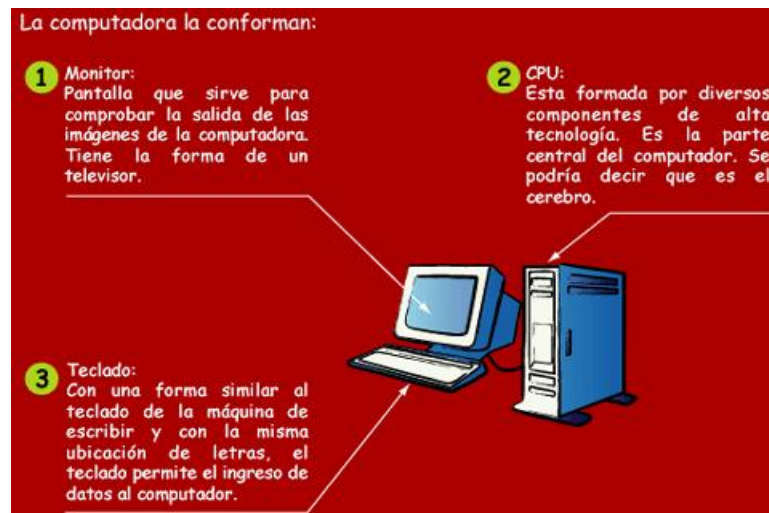 La computadora la conforman:
1 Monitor:
Pantalla que sirve para
comprobar la salida de las
imágenes de la computadora.
Tiene la forma de un
televisor.
2 CPU:
Esta formada por diversos
componentes de alta
tecnología. Es la parte
central del computador. Se
podría decir que es el
cerebro.
3 Teclado:
Con una forma similar al
teclado de la máquina de
escribir y con la misma
ubicación de letras, el
teclado permite el ingreso de
datos al computador.